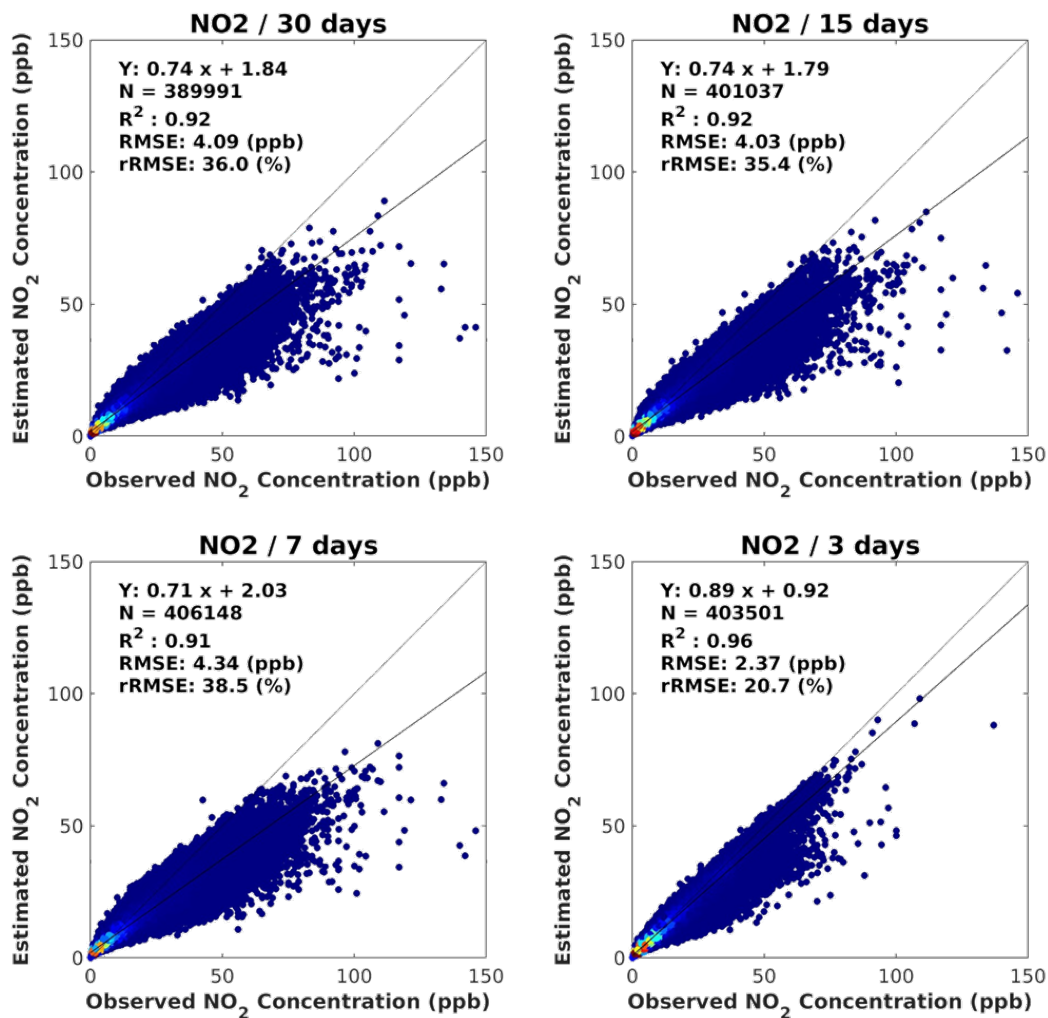 NO2 / 30 days
Y: 0.74 x + 1.84
N = 389991
R² : 0.92
RMSE: 4.09 (ppb)
rRMSE: 36.0 (%)
Estimated NO₂ Concentration (ppb)
150
100
50
0
0 50 100 150
Observed NO₂ Concentration (ppb)
NO2 / 15 days
Y: 0.74 x + 1.79
N = 401037
R² : 0.92
RMSE: 4.03 (ppb)
rRMSE: 35.4 (%)
Estimated NO₂ Concentration (ppb)
150
100
50
0
0 50 100 150
Observed NO₂ Concentration (ppb)
NO2 / 7 days
Y: 0.71 x + 2.03
N = 406148
R² : 0.91
RMSE: 4.34 (ppb)
rRMSE: 38.5 (%)
Estimated NO₂ Concentration (ppb)
150
100
50
0
0 50 100 150
Observed NO₂ Concentration (ppb)
NO2 / 3 days
Y: 0.89 x + 0.92
N = 403501
R² : 0.96
RMSE: 2.37 (ppb)
rRMSE: 20.7 (%)
Estimated NO₂ Concentration (ppb)
150
100
50
0
0 50 100 150
Observed NO₂ Concentration (ppb)